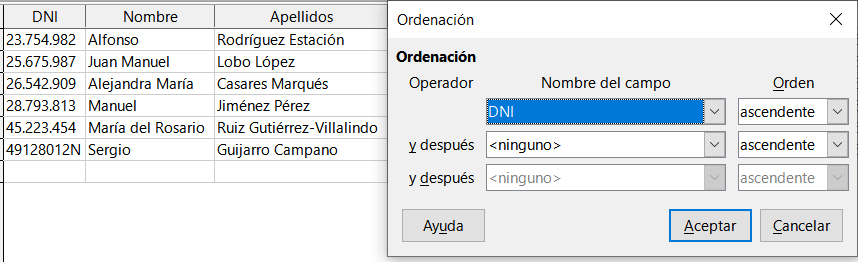 DNI Nombre Apellidos
23.754.982 Alfonso Rodríguez Estación
25.675.987 Juan Manuel Lobo López
26.542.909 Alejandra María Casares Marqués
28.793.813 Manuel Jiménez Pérez
45.223.454 María del Rosario Ruiz Gutiérrez-Villalindo
49128012N Sergio Guijarro Campano
Ordenación
Ordenación
Operador Nombre del campo Orden
DNI ascendente
y después <ninguno> ascendente
y después <ninguno> ascendente
Ayuda Aceptar Cancelar